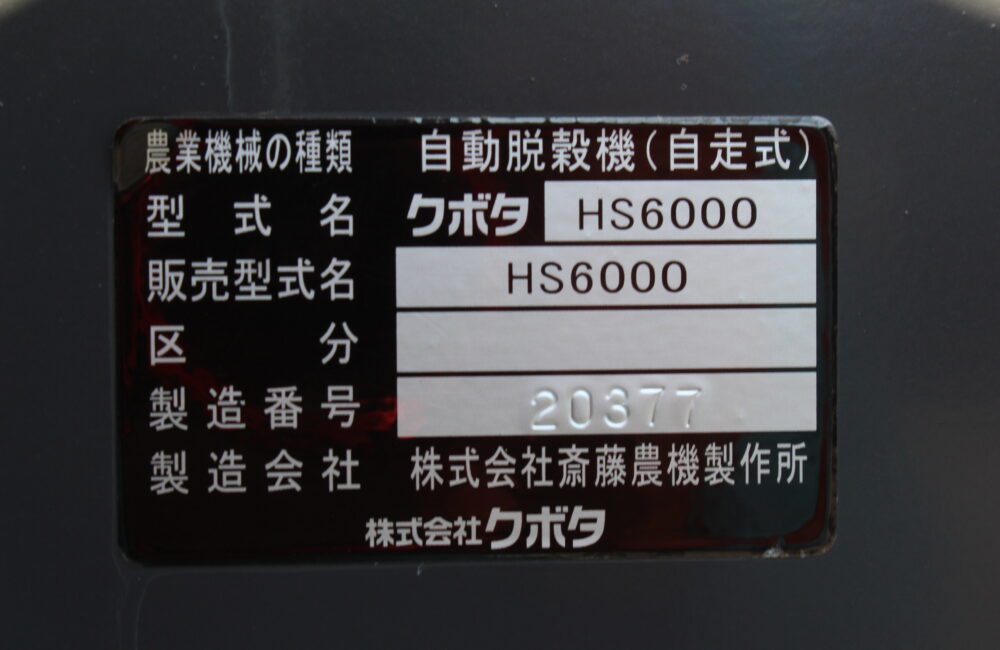 農業機械の種類 自動脱穀機(自走式)
型式名 クボタ HS6000
販売型式名 HS6000
区分
製造番号 20377
製造会社 株式会社斎藤農機製作所
株式会社クボタ